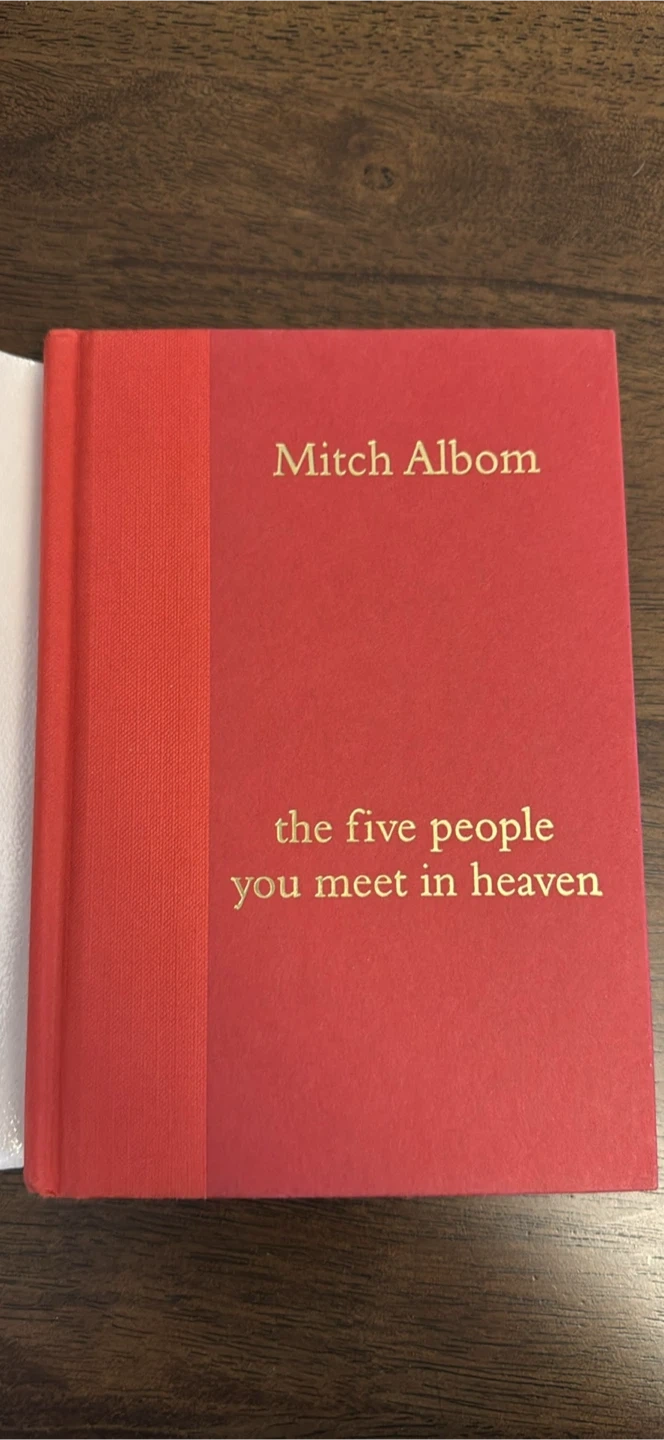 Mitch Albom
the five people
you meet in heaven